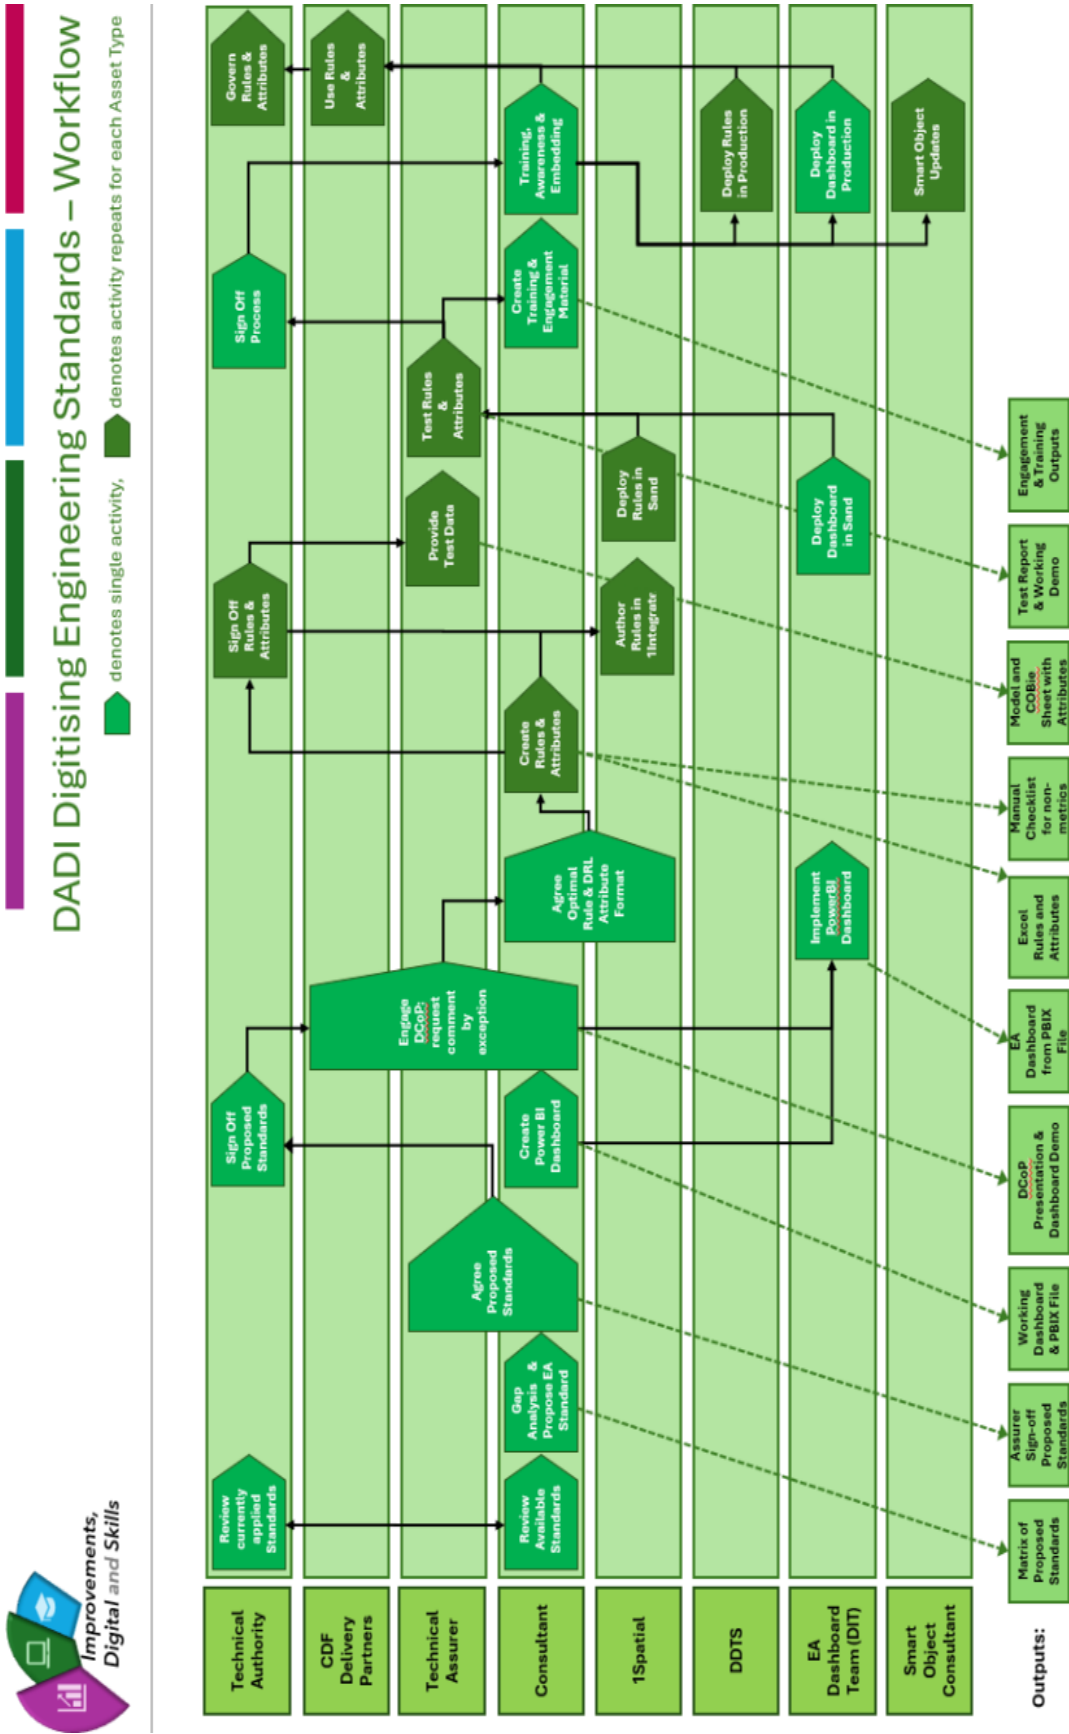 DADI Digitising Engineering Standards – Workflow
denotes single activity,
denotes activity repeats for each Asset Type
Improvements,
Digital and Skills
Technical
Authority
Review
currently
applied
Standards
Sign Off
Proposed
Standards
Sign Off
Rules &
Attributes
Sign Off
Process
Govern
Rules &
Attributes
CDF
Delivery
Partners
Engage
DCoP;
request
comment
by
exception
Use Rules
&
Attributes
Technical
Assurer
Agree
Proposed
Standards
Provide
Test Data
Test Rules
&
Attributes
Consultant
Review
Available
Standards
Gap
Analysis &
Propose EA
Standard
Create
Power BI
Dashboard
Agree
Optimal
Rule & DRL
Attribute
Format
Create
Rules &
Attributes
Create
Training &
Engagement
Material
Training,
Awareness &
Embedding
1Spatial
Author
Rules in
1Integrate
Deploy
Rules in
Sand
DDTS
Deploy Rules
in Production
EA
Dashboard
Team (DIT)
Implement
PowerBI
Dashboard
Deploy
Dashboard
in Sand
Deploy
Dashboard in
Production
Smart
Object
Consultant
Smart Object
Updates
Outputs:
Matrix of
Proposed
Standards
Assurer
Sign-off
Proposed
Standards
Working
Dashboard
& PBIX File
DCoP
Presentation &
Dashboard Demo
EA
Dashboard
from PBIX
File
Excel
Rules and
Attributes
Manual
Checklist
for non-
metrics
Model and
COBie
Sheet with
Attributes
Test Report
& Working
Demo
Engagement
& Training
Outputs